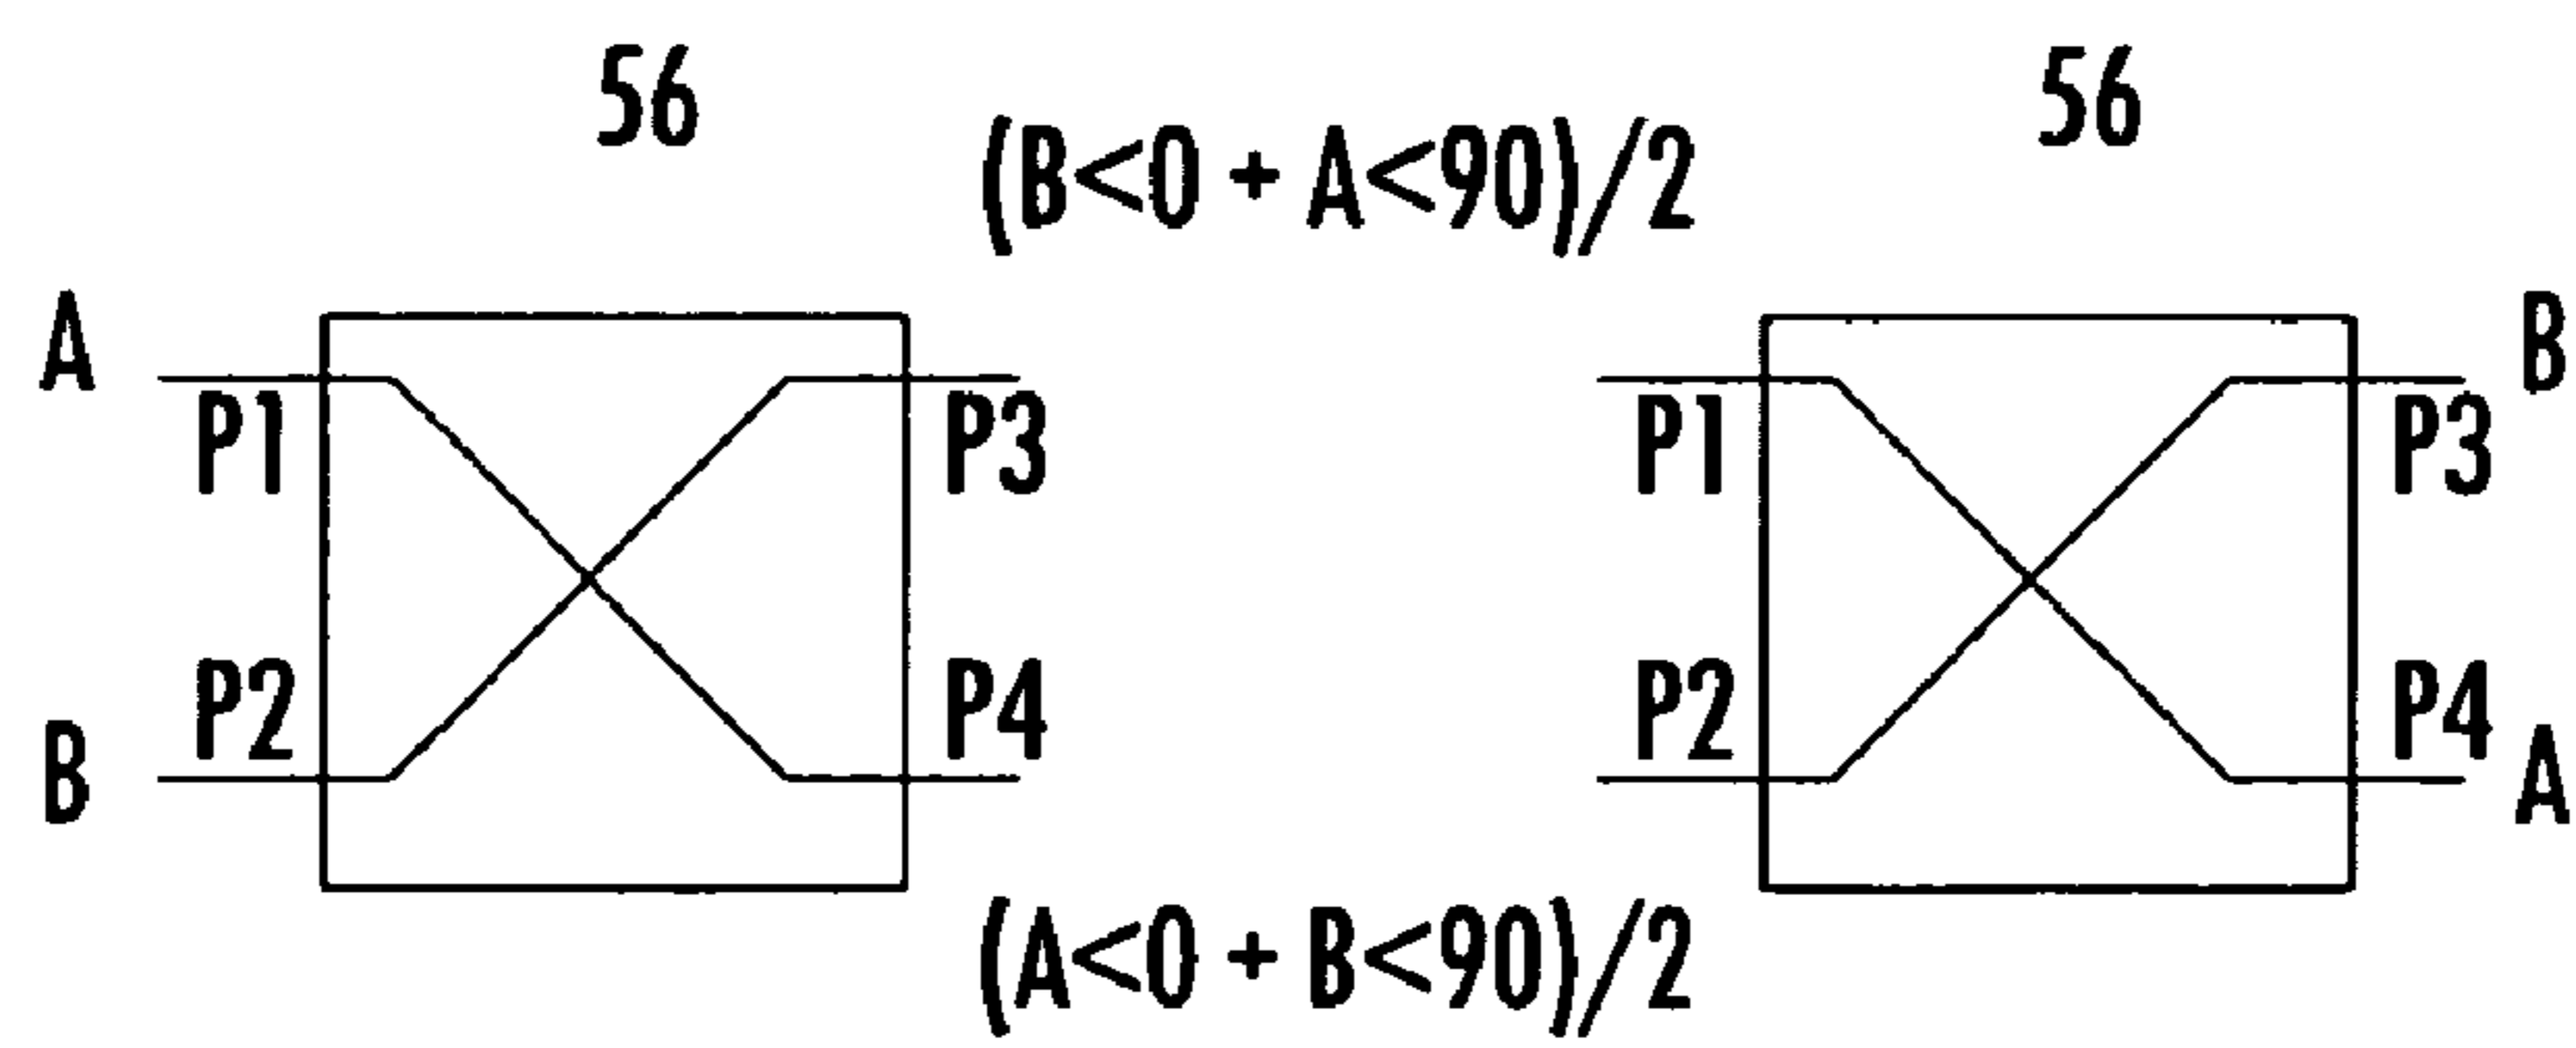 56 56
(B<0 + A<90)/2
A B
P1 P3 P1 P3
P2 P4 P2 P4
B A
(A<0 + B<90)/2